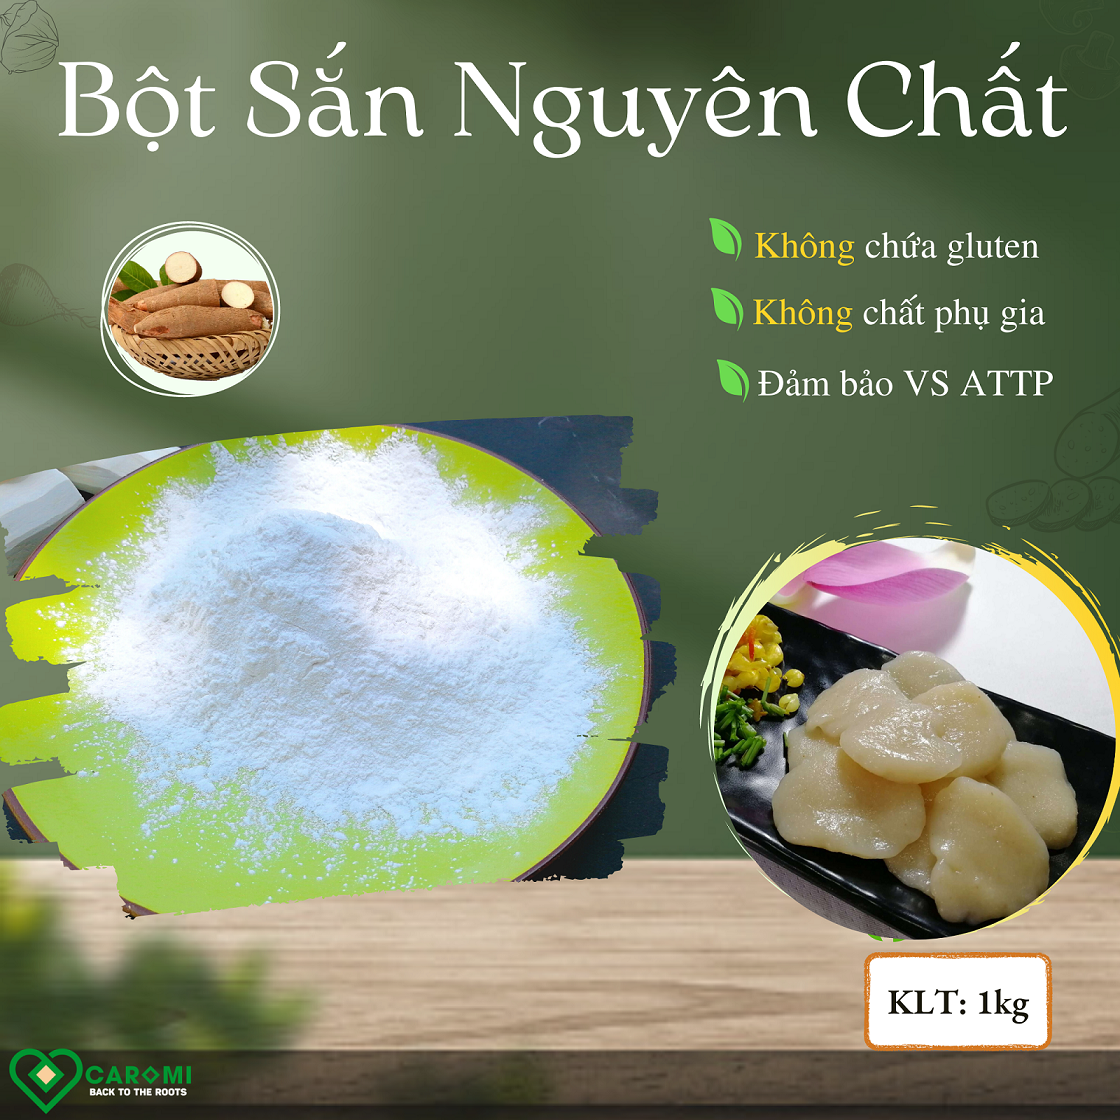 Bột Sắn Nguyên Chất
Không chứa gluten
Không chất phụ gia
Đảm bảo VS ATTP
KLT: 1kg
CAROMI
BACK TO THE ROOTS